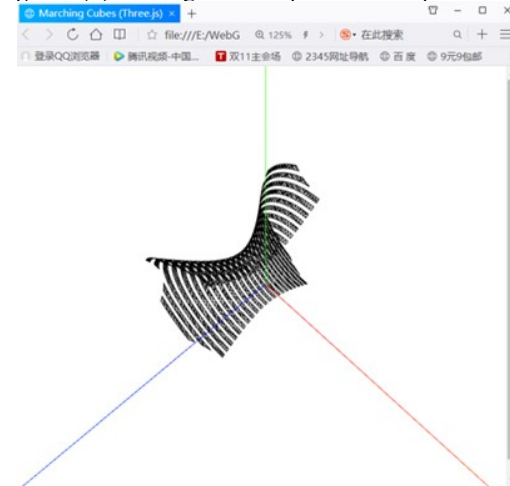 Marching Cubes (Three.js) × +
file:///E:/WebG 125% 在此搜索
登录QQ浏览器 腾讯视频-中国... 双11主会场 2345网址导航 百度 9元9包邮